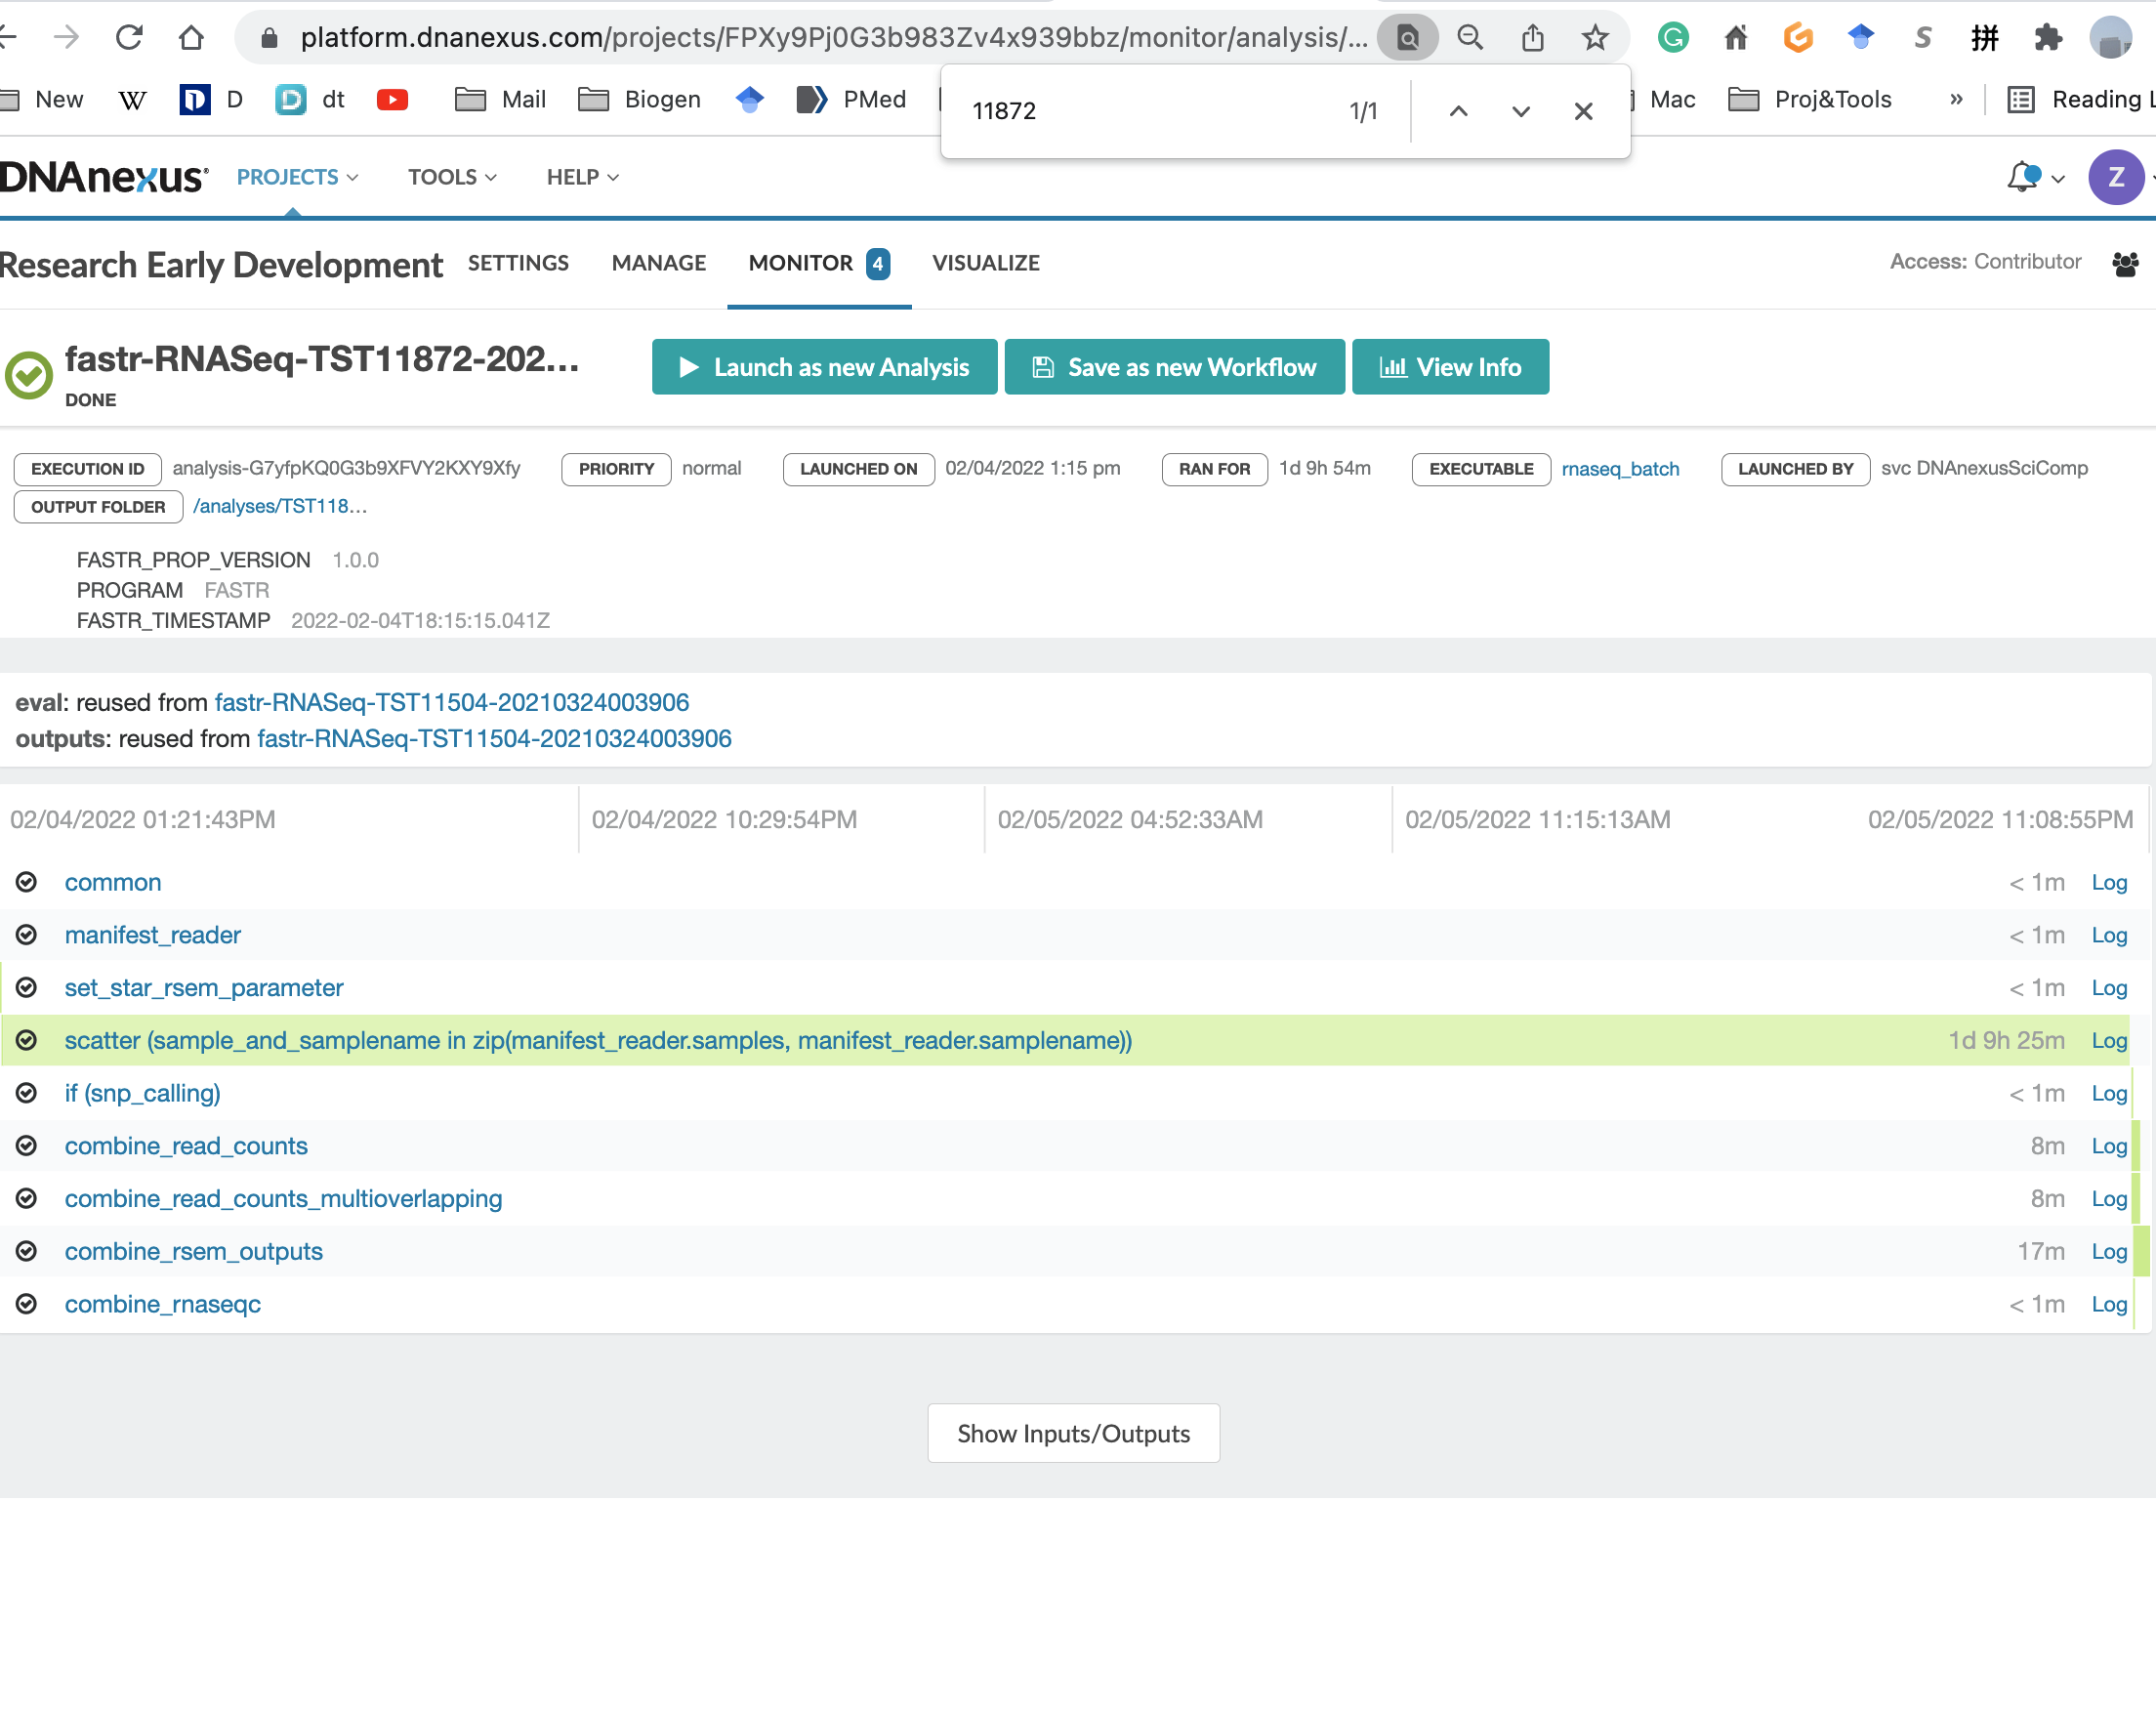 platform.dnanexus.com/projects/FPXy9Pj0G3b983Zv4x939bbz/monitor/analysis/...
G S 拼
New W D dt Mail Biogen PMed Mac Proj&Tools » Reading L
11872 1/1
DNAnexus PROJECTS TOOLS HELP Z
Research Early Development SETTINGS MANAGE MONITOR 4 VISUALIZE Access: Contributor
fastr-RNASeq-TST11872-202... Launch as new Analysis Save as new Workflow View Info
DONE
EXECUTION ID analysis-G7yfpKQ0G3b9XFVY2KXY9Xfy PRIORITY normal LAUNCHED ON 02/04/2022 1:15 pm RAN FOR 1d 9h 54m EXECUTABLE rnaseq_batch LAUNCHED BY svc DNAnexusSciComp
OUTPUT FOLDER /analyses/TST118...
FASTR_PROP_VERSION 1.0.0
PROGRAM FASTR
FASTR_TIMESTAMP 2022-02-04T18:15:15.041Z
eval: reused from fastr-RNASeq-TST11504-20210324003906
outputs: reused from fastr-RNASeq-TST11504-20210324003906
02/04/2022 01:21:43PM 02/04/2022 10:29:54PM 02/05/2022 04:52:33AM 02/05/2022 11:15:13AM 02/05/2022 11:08:55PM
common < 1m Log
manifest_reader < 1m Log
set_star_rsem_parameter < 1m Log
scatter (sample_and_samplename in zip(manifest_reader.samples, manifest_reader.samplename)) 1d 9h 25m Log
if (snp_calling) < 1m Log
combine_read_counts 8m Log
combine_read_counts_multioverlapping 8m Log
combine_rsem_outputs 17m Log
combine_rnaseqc < 1m Log
Show Inputs/Outputs